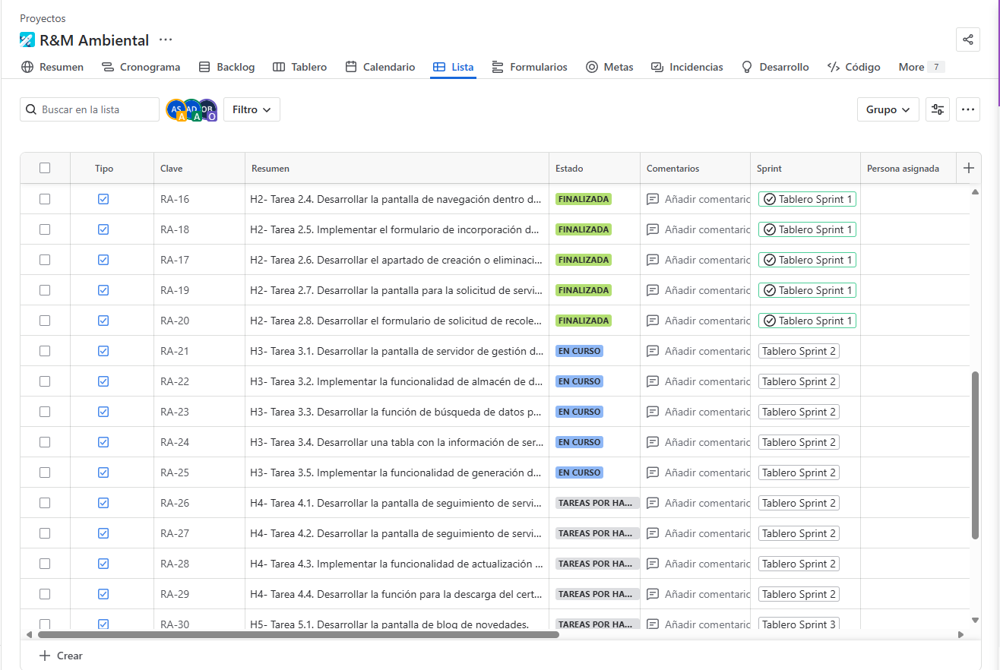 Proyectos
R&M Ambiental ···
Resumen Cronograma Backlog Tablero Calendario Lista Formularios Metas Incidencias Desarrollo Código More 7
Buscar en la lista AS A AD A OB O Filtro Grupo
Tipo Clave Resumen Estado Comentarios Sprint Persona asignada
RA-16 H2- Tarea 2.4. Desarrollar la pantalla de navegación dentro d... FINALIZADA Añadir comentaric Tablero Sprint 1
RA-18 H2- Tarea 2.5. Implementar el formulario de incorporación d... FINALIZADA Añadir comentaric Tablero Sprint 1
RA-17 H2- Tarea 2.6. Desarrollar el apartado de creación o eliminaci... FINALIZADA Añadir comentaric Tablero Sprint 1
RA-19 H2- Tarea 2.7. Desarrollar la pantalla para la solicitud de servi... FINALIZADA Añadir comentaric Tablero Sprint 1
RA-20 H2- Tarea 2.8. Desarrollar el formulario de solicitud de recole... FINALIZADA Añadir comentaric Tablero Sprint 1
RA-21 H3- Tarea 3.1. Desarrollar la pantalla de servidor de gestión d... EN CURSO Añadir comentaric Tablero Sprint 2
RA-22 H3- Tarea 3.2. Implementar la funcionalidad de almacén de d... EN CURSO Añadir comentaric Tablero Sprint 2
RA-23 H3- Tarea 3.3. Desarrollar la función de búsqueda de datos p... EN CURSO Añadir comentaric Tablero Sprint 2
RA-24 H3- Tarea 3.4. Desarrollar una tabla con la información de ser... EN CURSO Añadir comentaric Tablero Sprint 2
RA-25 H3- Tarea 3.5. Implementar la funcionalidad de generación d... EN CURSO Añadir comentaric Tablero Sprint 2
RA-26 H4- Tarea 4.1. Desarrollar la pantalla de seguimiento de servi... TAREAS POR HA... Añadir comentaric Tablero Sprint 2
RA-27 H4- Tarea 4.2. Desarrollar la pantalla de seguimiento de servi... TAREAS POR HA... Añadir comentaric Tablero Sprint 2
RA-28 H4- Tarea 4.3. Implementar la funcionalidad de actualización ... TAREAS POR HA... Añadir comentaric Tablero Sprint 2
RA-29 H4- Tarea 4.4. Desarrollar la función para la descarga del cert... TAREAS POR HA... Añadir comentaric Tablero Sprint 2
RA-30 H5- Tarea 5.1. Desarrollar la pantalla de blog de novedades. TAREAS POR HA... Añadir comentaric Tablero Sprint 3
Crear